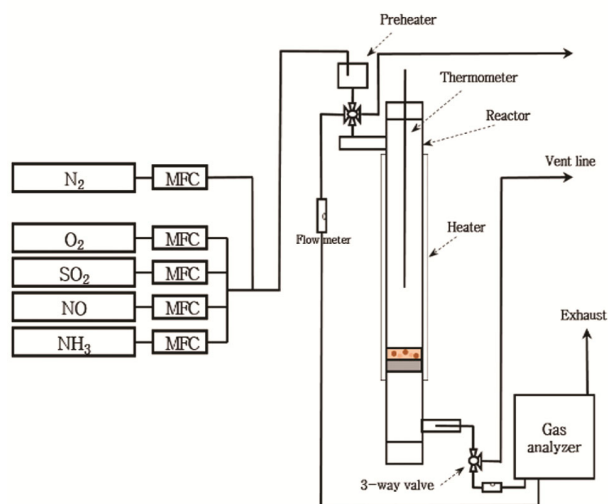 Preheater
Thermometer
Reactor
N₂ MFC
Vent line
O₂ MFC
Heater
Flow meter
SO₂ MFC
NO MFC
Exhaust
NH₃ MFC
Gas
analyzer
3-way valve